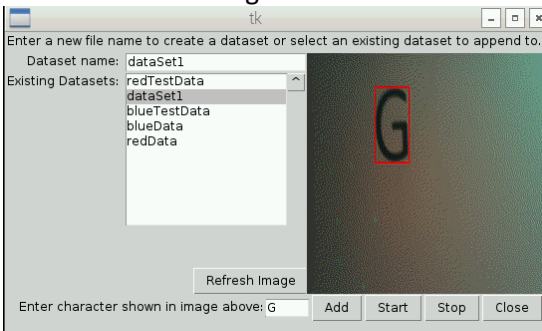 tk
Enter a new file name to create a dataset or select an existing dataset to append to.
Dataset name: dataSet1
Existing Datasets: redTestData
dataSet1
blueTestData
blueData
redData
G
Refresh Image
Enter character shown in image above: G Add Start Stop Close